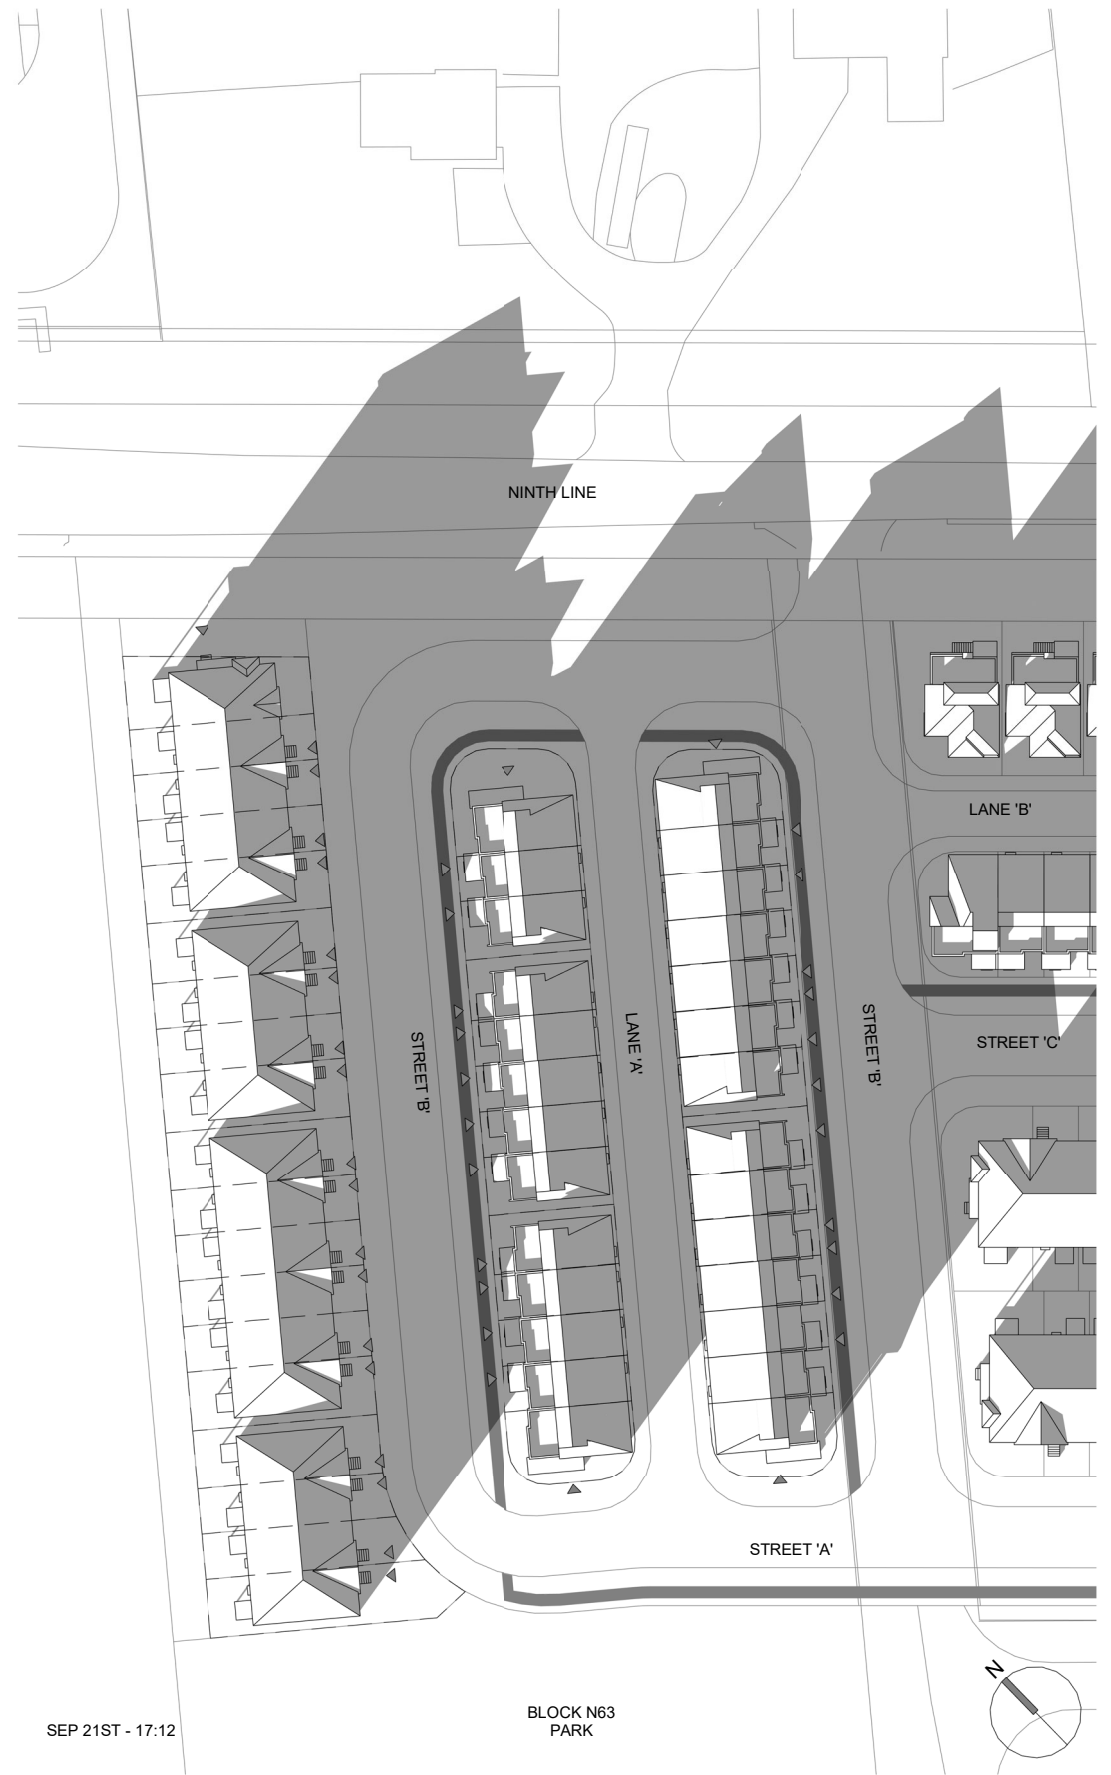 NINTH LINE
LANE 'B'
STREET 'B'
LANE 'A'
STREET 'B'
STREET 'C'
STREET 'A'
N
BLOCK N63
PARK
SEP 21ST - 17:12